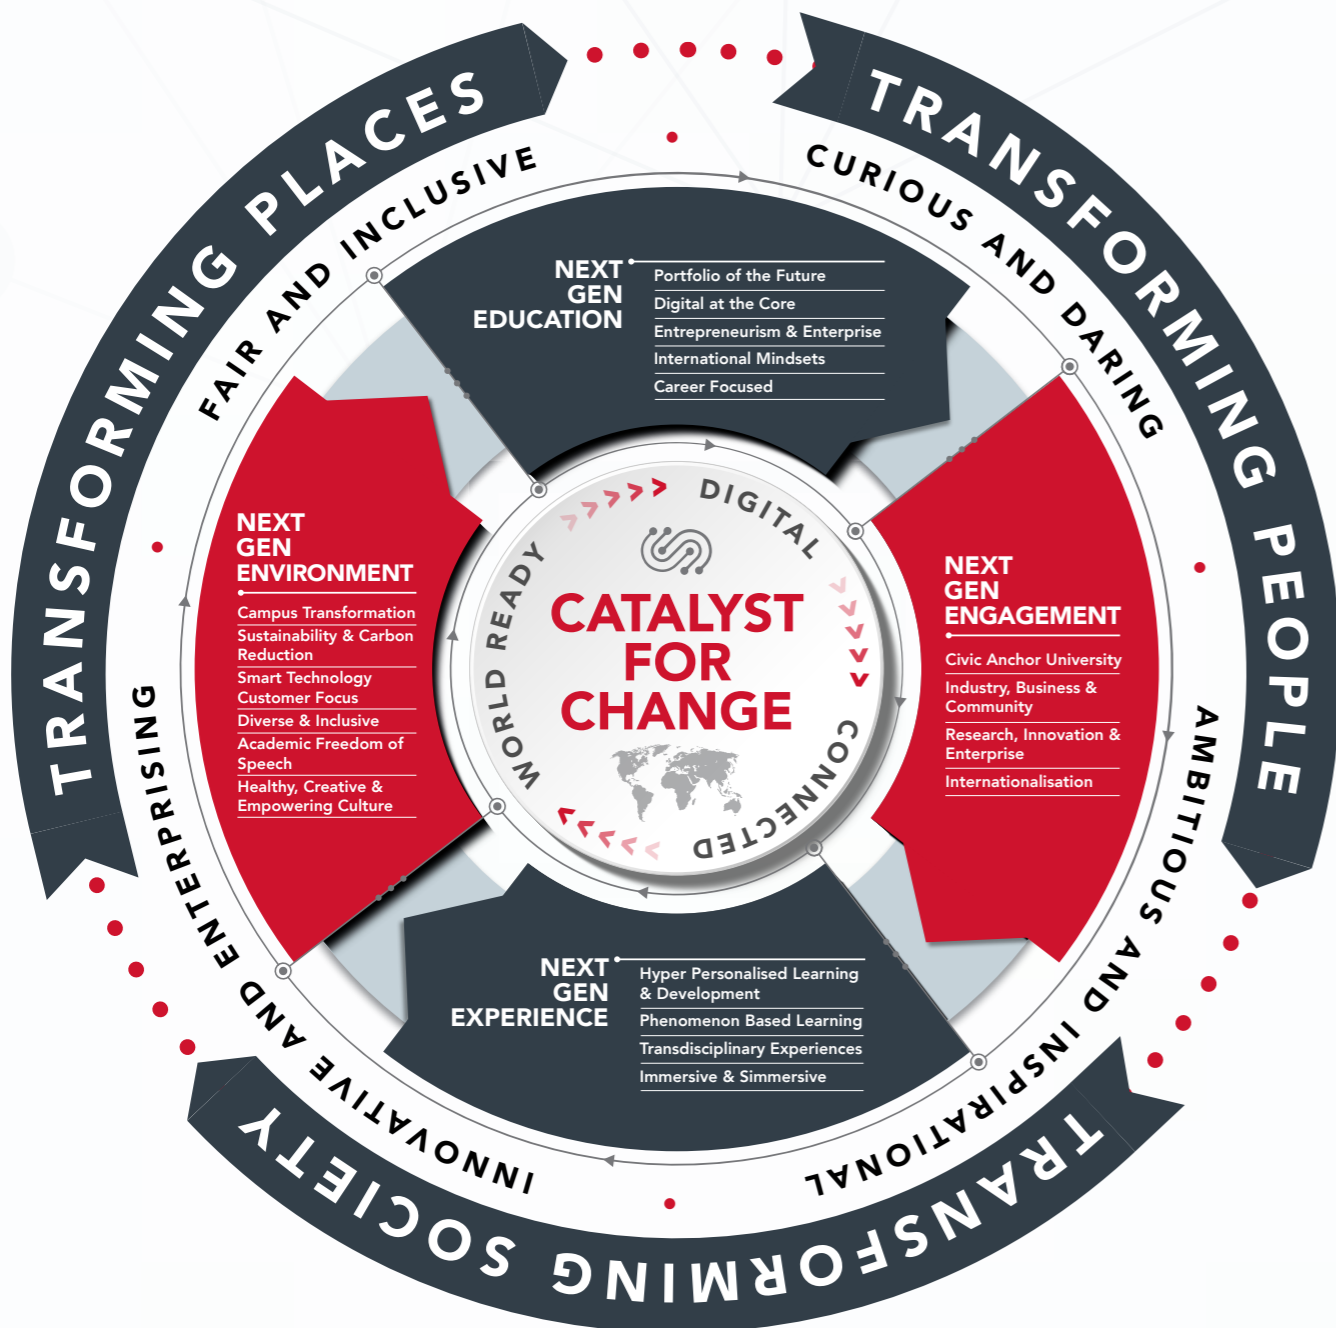 TRANSFORMING PLACES
TRANSFORMING PEOPLE
TRANSFORMING SOCIETY
FAIR AND INCLUSIVE
CURIOUS AND DARING
AMBITIOUS AND INSPIRATIONAL
INNOVATIVE AND ENTERPRISING
NEXT
GEN
EDUCATION
Portfolio of the Future
Digital at the Core
Entrepreneurism & Enterprise
International Mindsets
Career Focused
NEXT
GEN
ENVIRONMENT
Campus Transformation
Sustainability & Carbon
Reduction
Smart Technology
Customer Focus
Diverse & Inclusive
Academic Freedom of
Speech
Healthy, Creative &
Empowering Culture
WORLD READY
DIGITAL
CONNECTED
CATALYST
FOR
CHANGE
NEXT
GEN
ENGAGEMENT
Civic Anchor University
Industry, Business &
Community
Research, Innovation &
Enterprise
Internationalisation
NEXT
GEN
EXPERIENCE
Hyper Personalised Learning
& Development
Phenomenon Based Learning
Transdisciplinary Experiences
Immersive & Simmersive